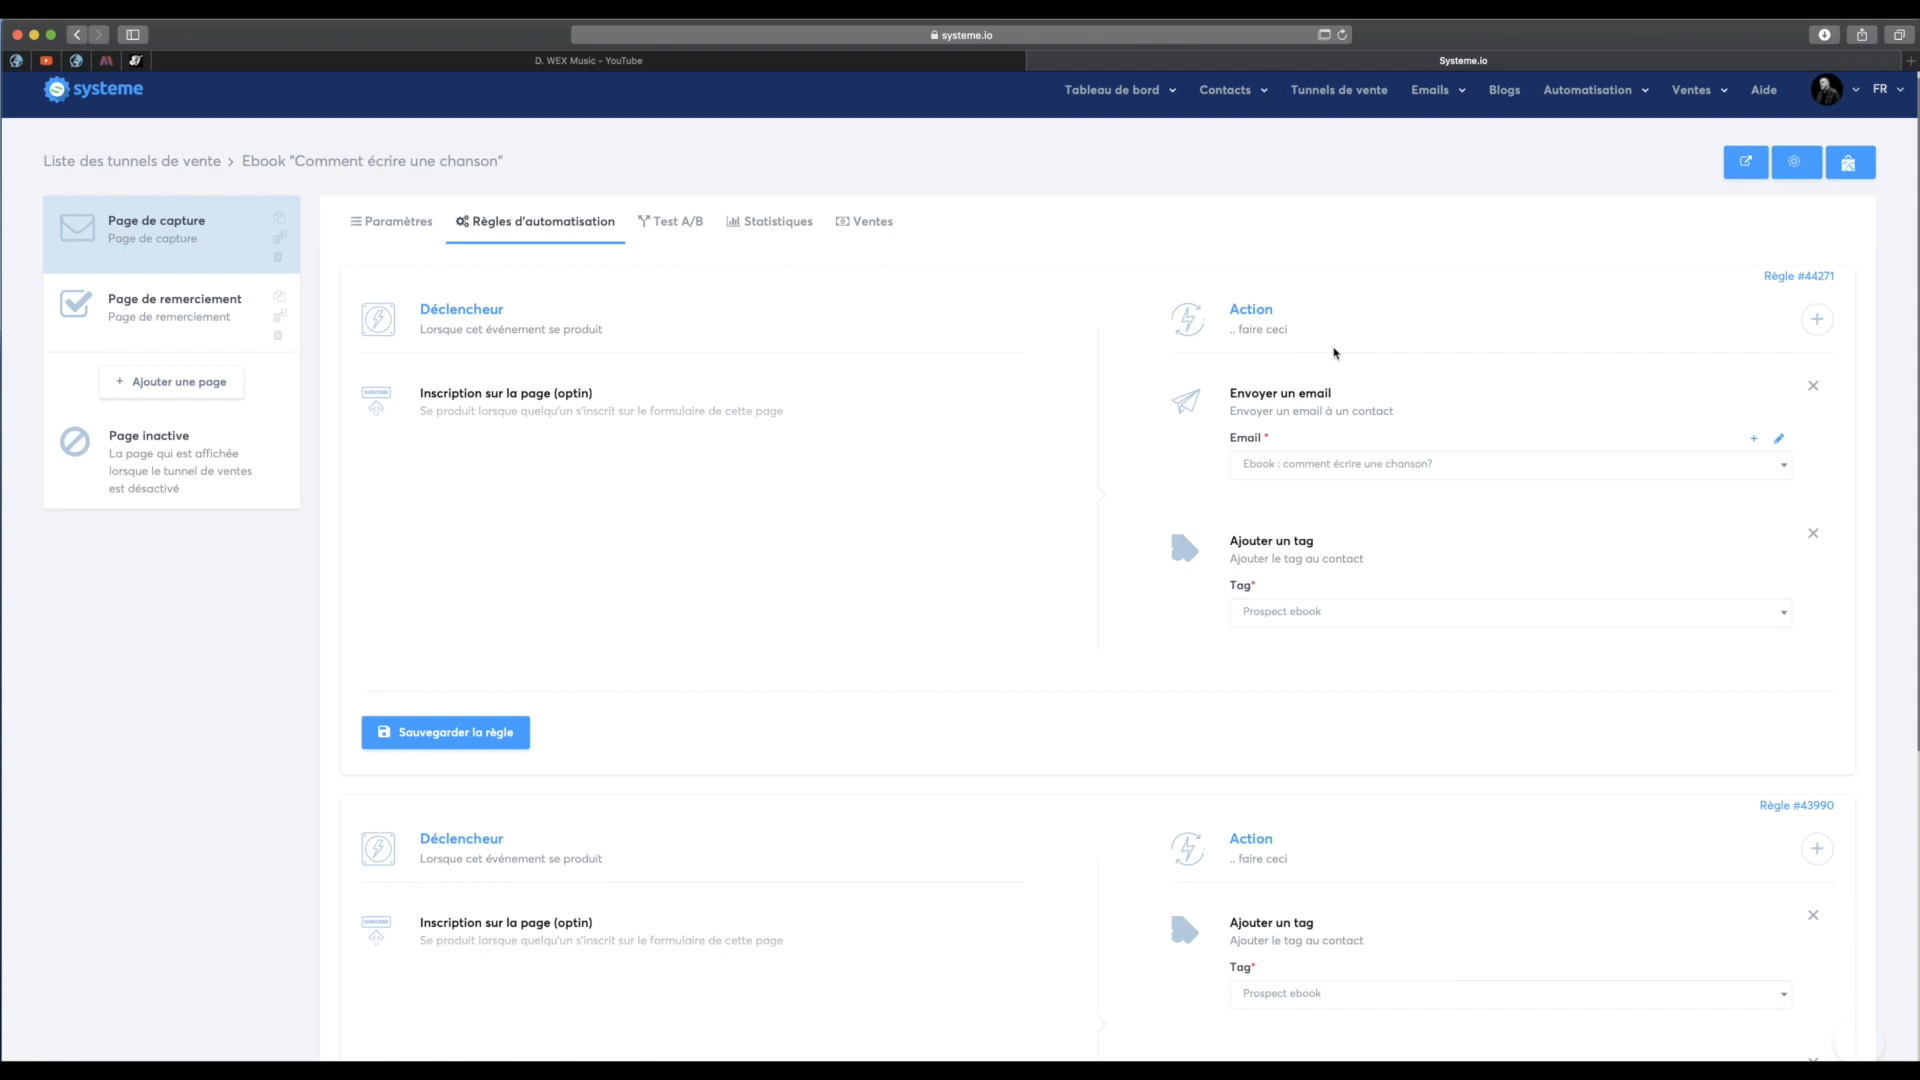 systeme.io
D. WEX Music - YouTube
Systeme.io
systeme
Tableau de bord
Contacts
Tunnels de vente
Emails
Blogs
Automatisation
Ventes
Aide
FR
Liste des tunnels de vente > Ebook "Comment écrire une chanson"
Page de capture
Page de capture
Page de remerciement
Page de remerciement
+ Ajouter une page
Page inactive
La page qui est affichée
lorsque le tunnel de ventes
est désactivé
Paramètres
Règles d'automatisation
Test A/B
Statistiques
Ventes
Règle #44271
Déclencheur
Lorsque cet événement se produit
Action
.. faire ceci
Inscription sur la page (optin)
Se produit lorsque quelqu'un s'inscrit sur le formulaire de cette page
Envoyer un email
Envoyer un email à un contact
Email *
Ebook : comment écrire une chanson?
Ajouter un tag
Ajouter le tag au contact
Tag*
Prospect ebook
Sauvegarder la règle
Règle #43990
Déclencheur
Lorsque cet événement se produit
Action
.. faire ceci
Inscription sur la page (optin)
Se produit lorsque quelqu'un s'inscrit sur le formulaire de cette page
Ajouter un tag
Ajouter le tag au contact
Tag*
Prospect ebook